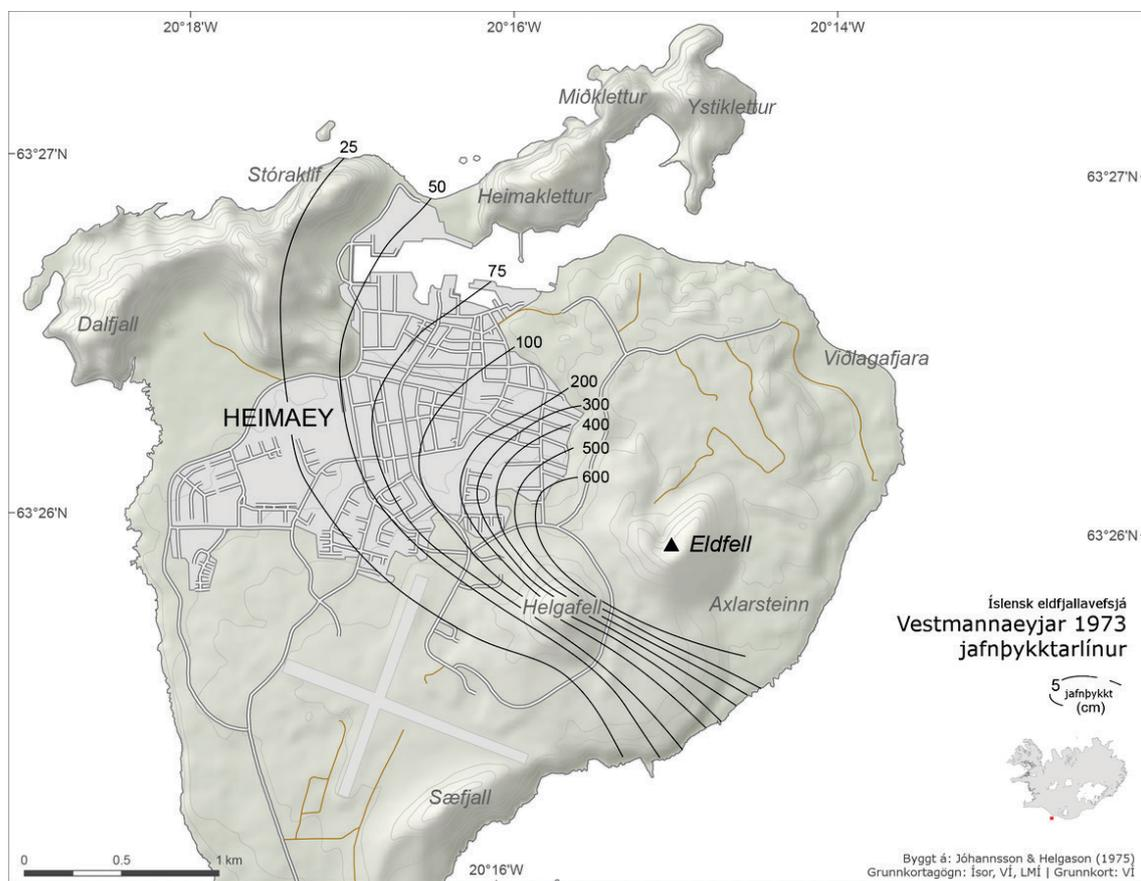 20°18'W
20°16'W
20°14'W
63°27'N
63°27'N
Miðklettur
Ystiklettur
25
Stóraklif
50
Heimaklettur
75
Dalfjall
100
Viðlagafjara
200
300
400
500
600
HEIMAEY
63°26'N
63°26'N
Eldfell
Helgafell
Axlarsteinn
Íslensk eldfjallavefsjá
Vestmannaeyjar 1973
jafnþykktarlínur
5
jafnþykkt
(cm)
Sæfjall
0
0.5
1 km
20°16'W
Byggt á: Jóhannsson & Helgason (1975)
Grunnkortagögn: Ísor, VÍ, LMÍ | Grunnkort: VÍ